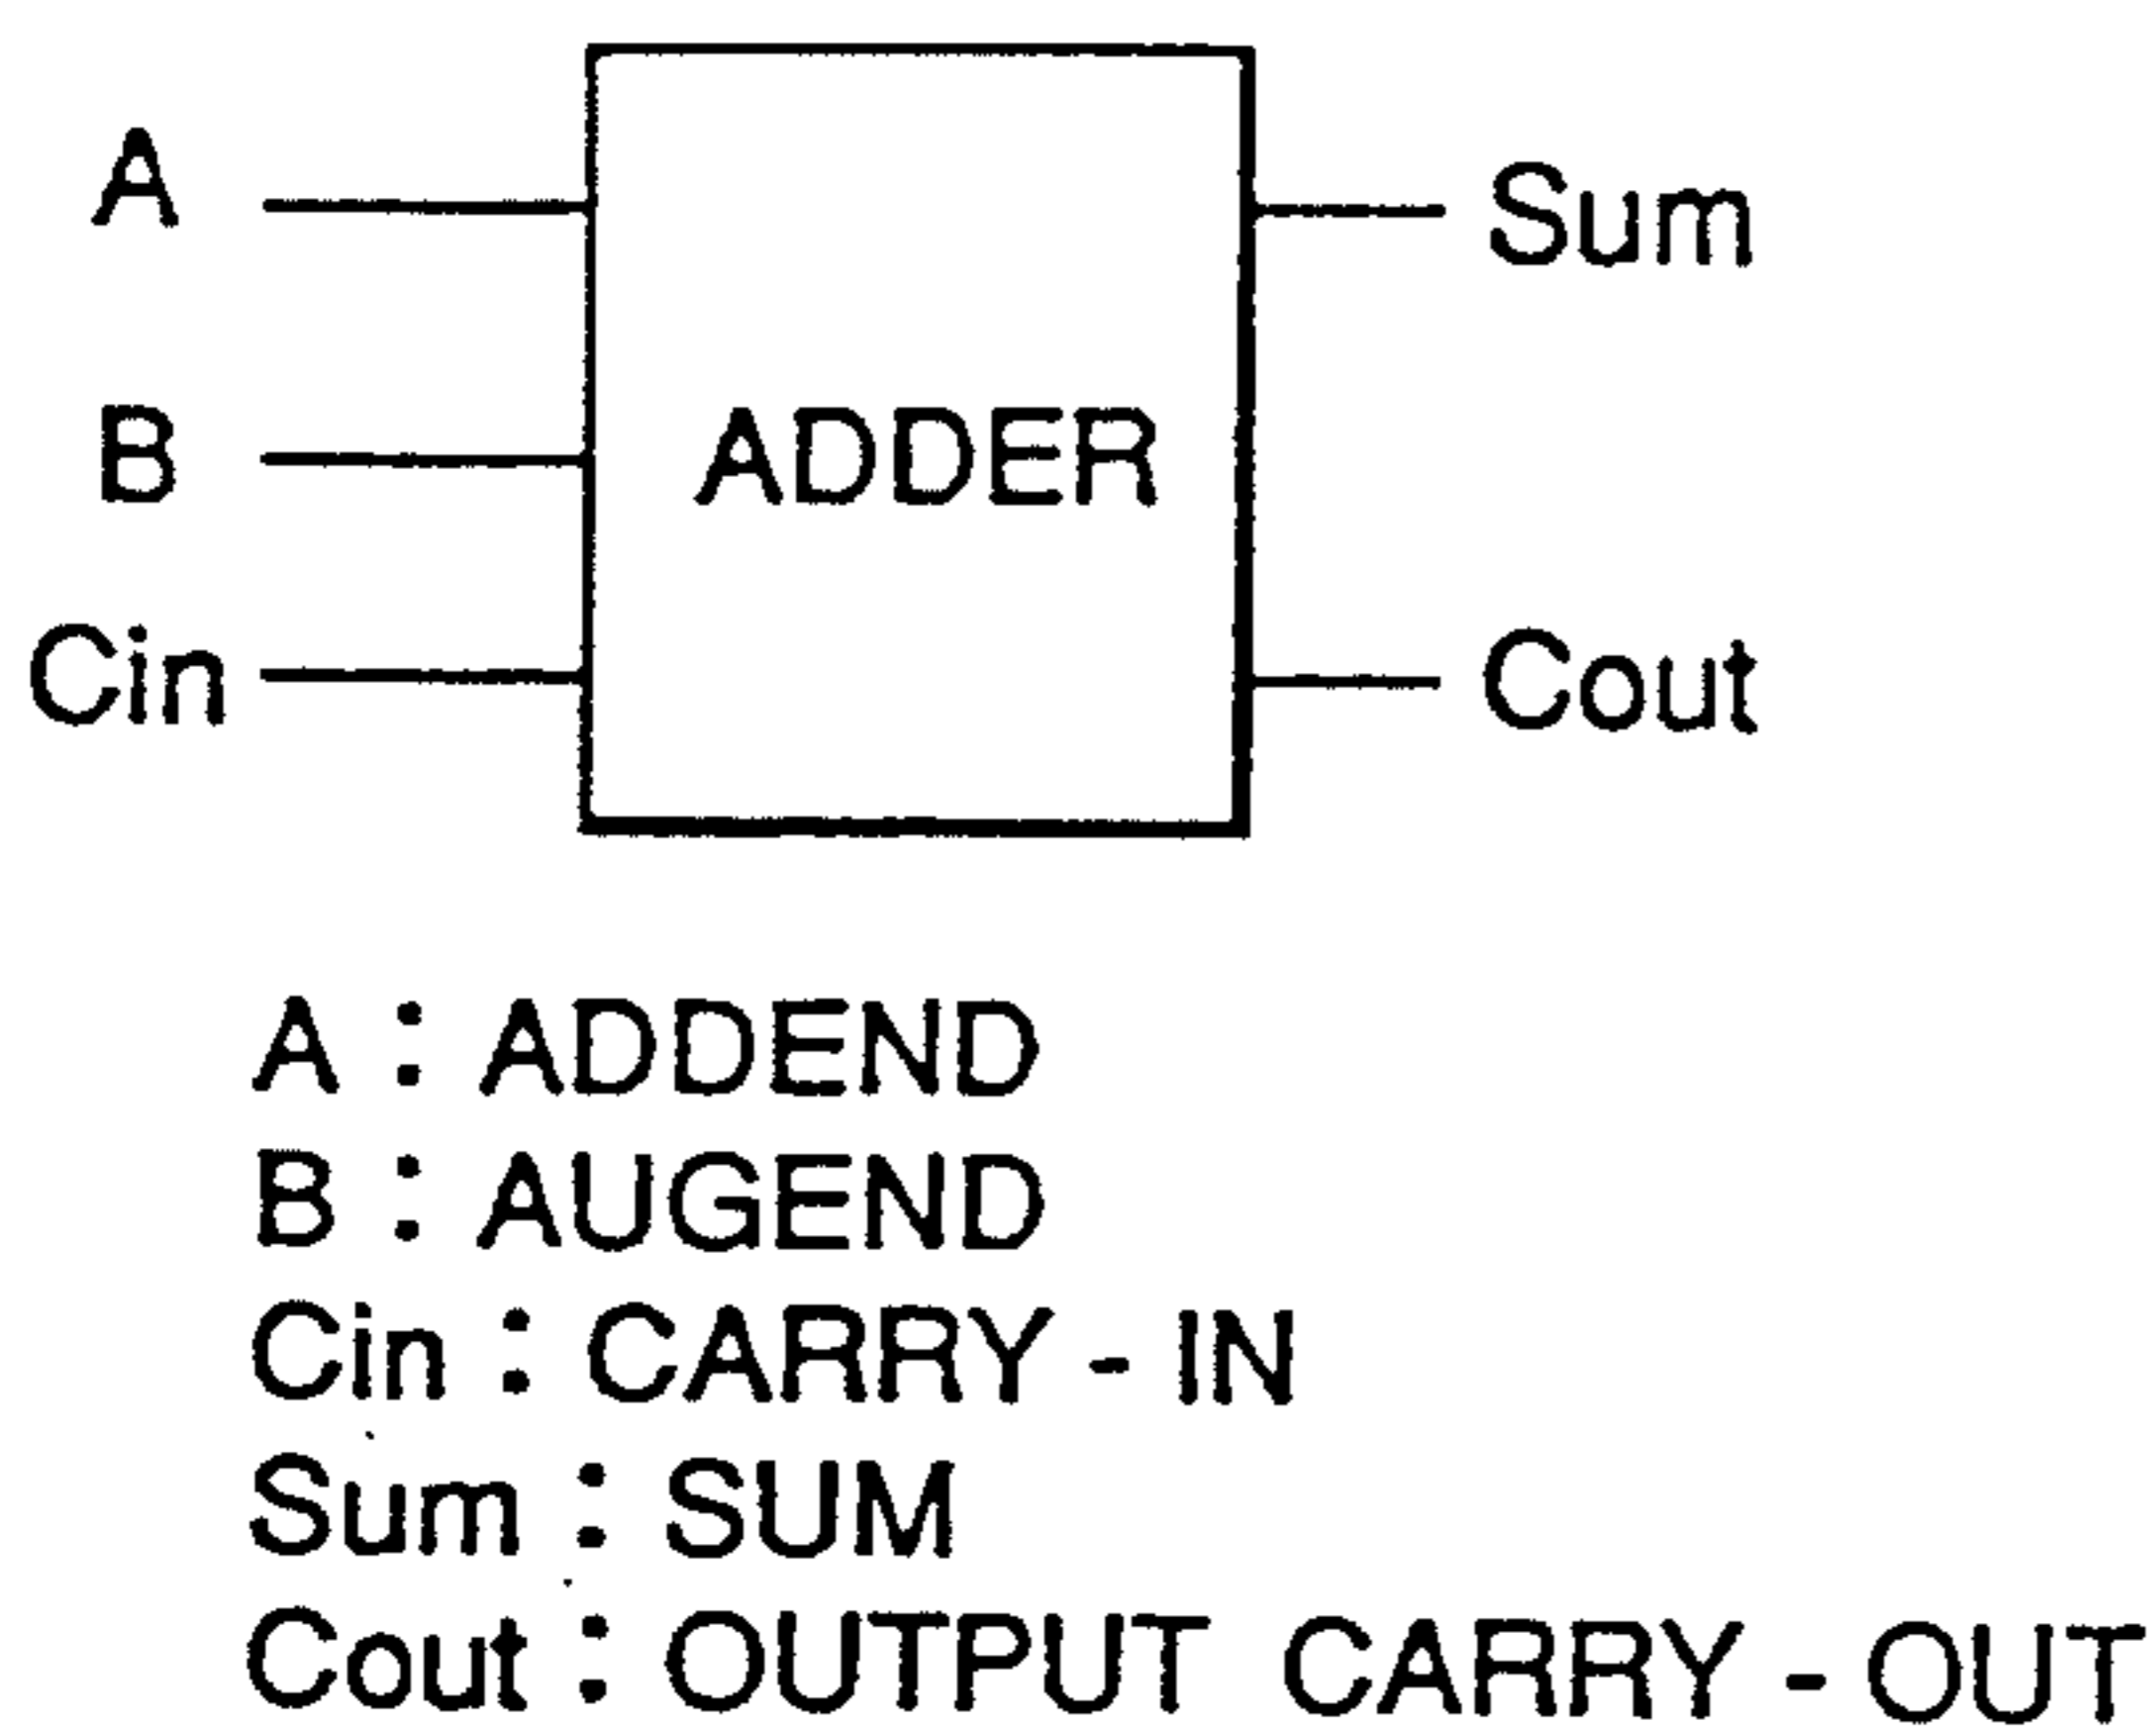 A
Sum
B
ADDER
Cin
Cout
A : ADDEND
B : AUGEND
Cin : CARRY - IN
Sum : SUM
Cout : OUTPUT CARRY - OUT